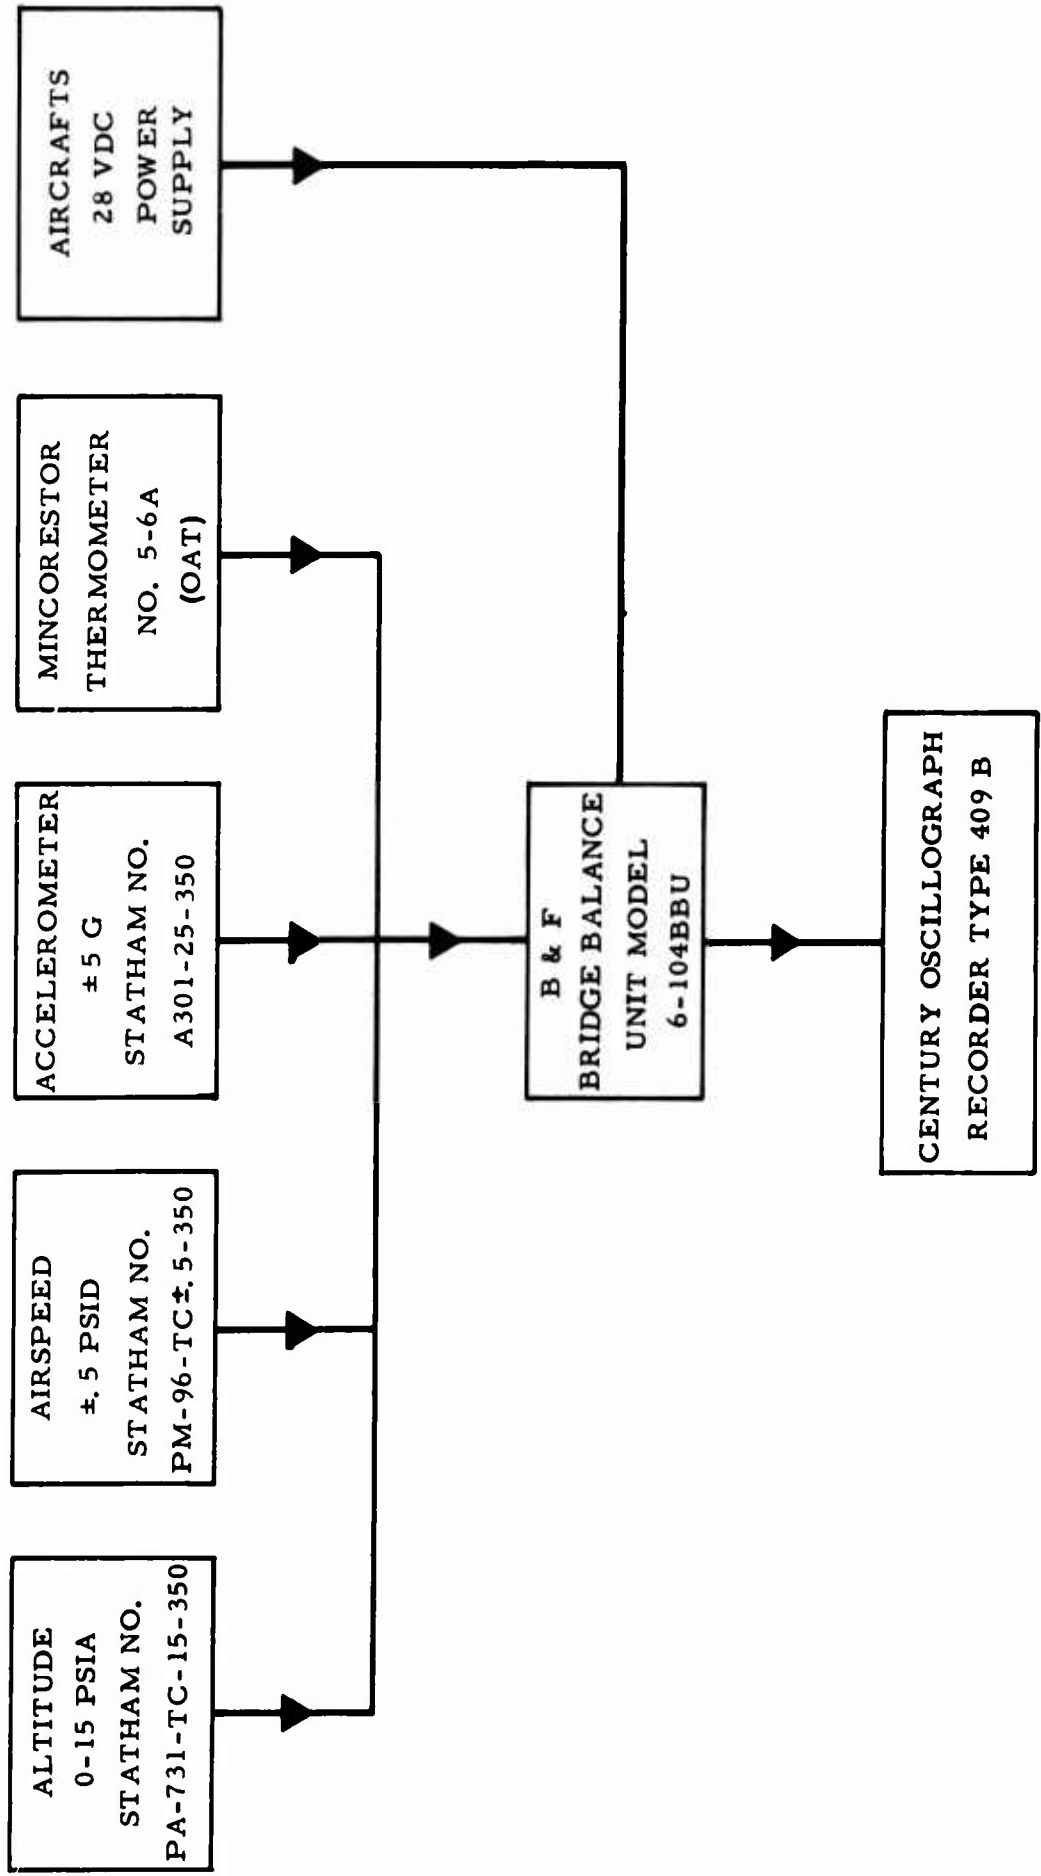 ALTITUDE
0-15 PSIA
STATHAM NO.
PA-731-TC-15-350
AIRSPEED
±.5 PSID
STATHAM NO.
PM-96-TC±.5-350
ACCELEROMETER
±5 G
STATHAM NO.
A301-25-350
MINCORESTOR
THERMOMETER
NO. 5-6A
(OAT)
AIRCRAFTS
28 VDC
POWER
SUPPLY
B & F
BRIDGE BALANCE
UNIT MODEL
6-104BBU
CENTURY OSCILLOGRAPH
RECORDER TYPE 409 B